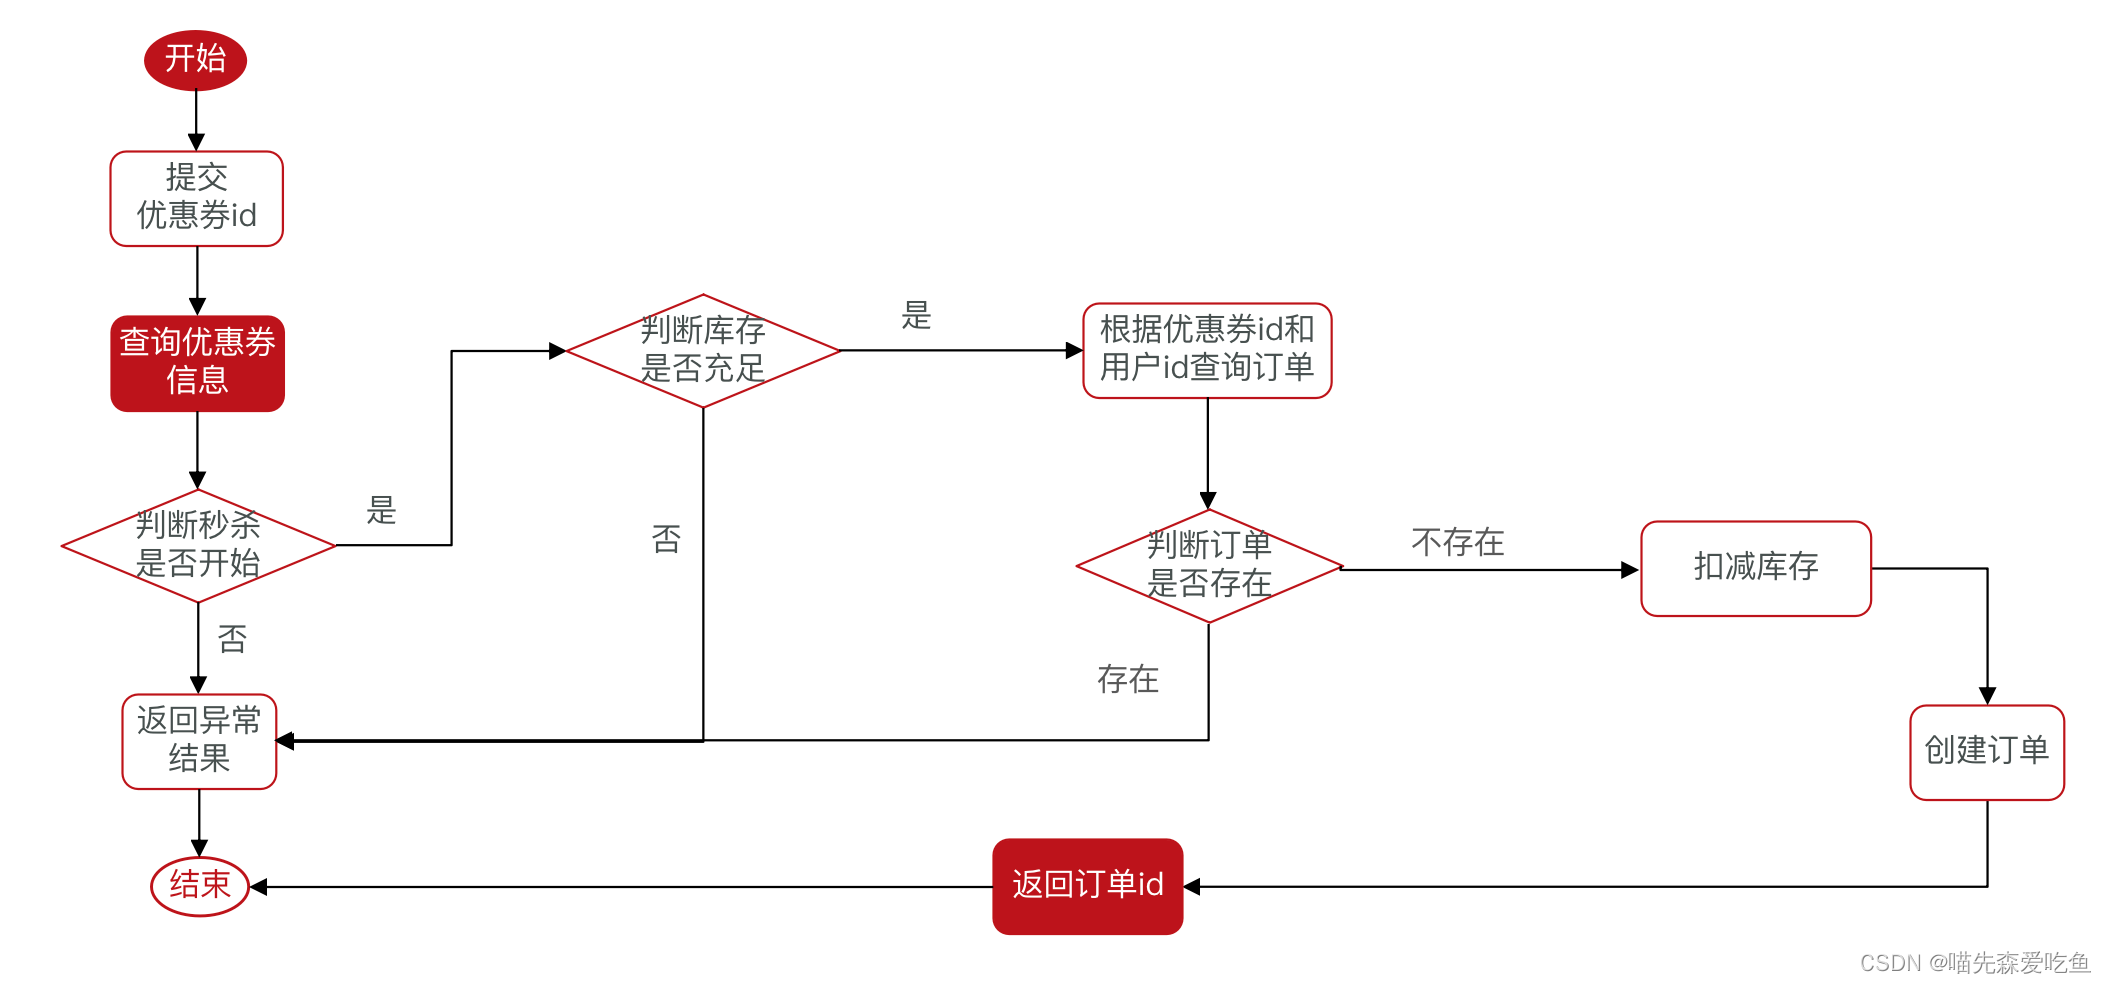 开始
提交
优惠券id
查询优惠券
信息
判断秒杀
是否开始
是
否
判断库存
是否充足
是
否
根据优惠券id和
用户id查询订单
判断订单
是否存在
不存在
存在
扣减库存
创建订单
返回异常
结果
返回订单id
结束
CSDN @喵先森爱吃鱼